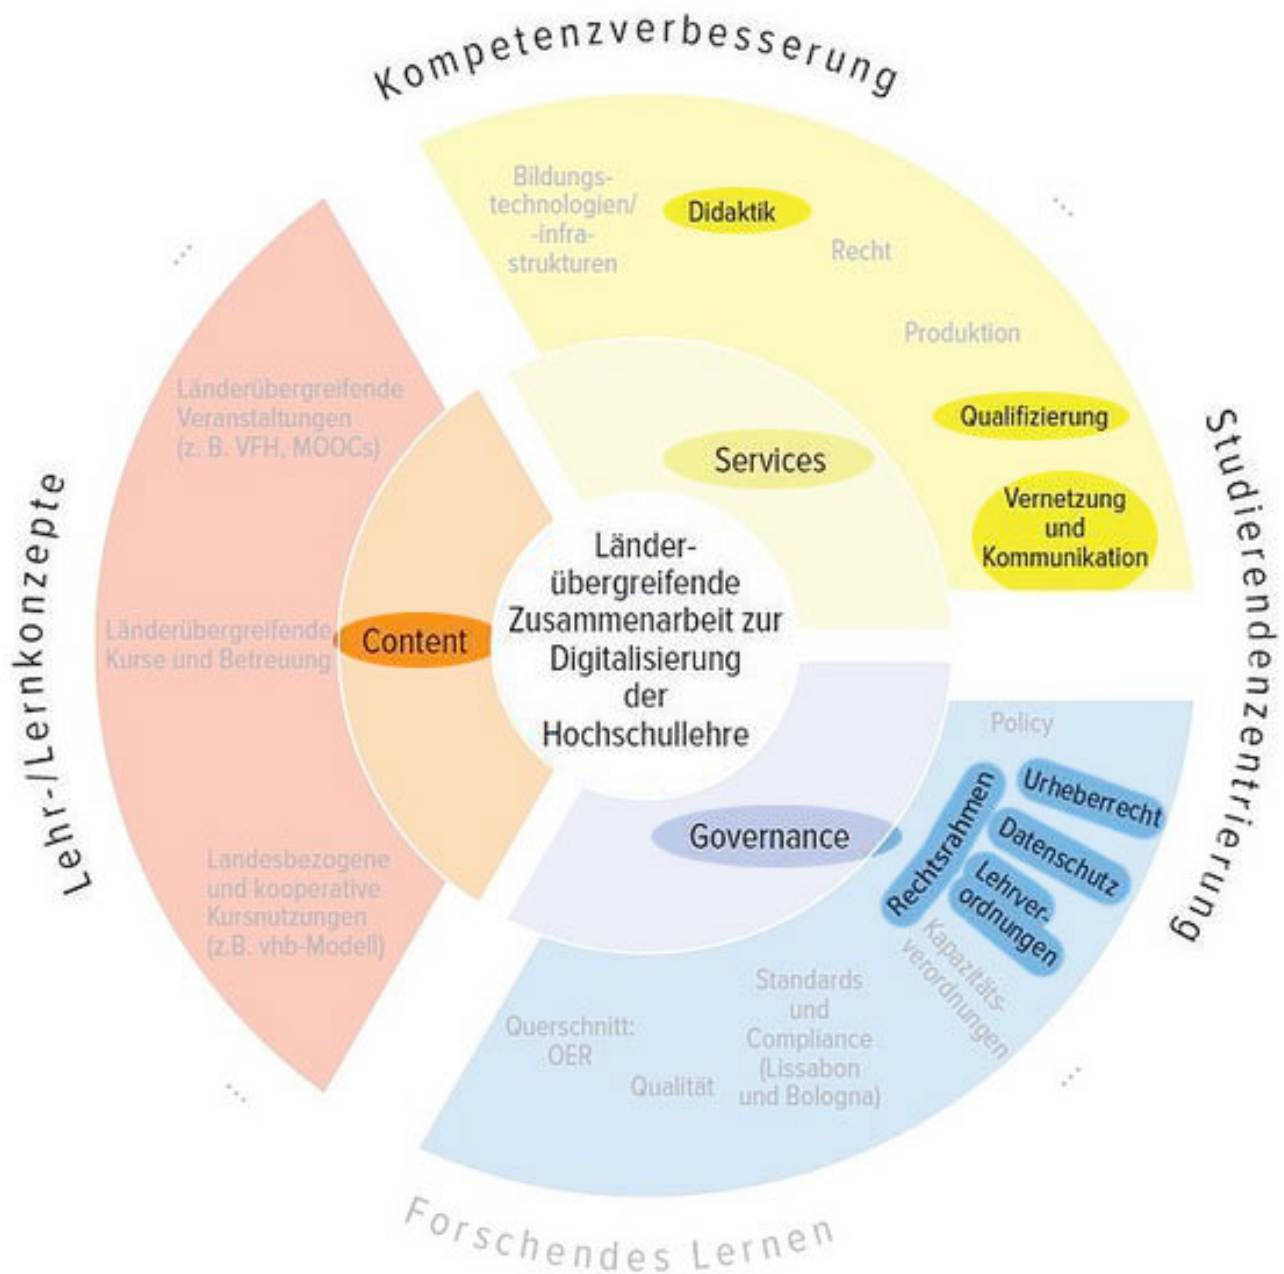 Kompetenzverbesserung
Bildungs-
technologien/
-infra-
strukturen
Didaktik
Recht
Produktion
Qualifizierung
Vernetzung
und
Kommunikation
Services
Studierendenzentrierung
Lehr-/Lernkonzepte
Länderübergreifende
Veranstaltungen
(z. B. VFH, MOOCs)
Länderübergreifende
Kurse und Betreuung
Landesbezogene
und kooperative
Kursnutzungen
(z.B. vhb-Modell)
Content
Länder-
übergreifende
Zusammenarbeit zur
Digitalisierung
der
Hochschullehre
Governance
Policy
Rechtsrahmen
Urheberrecht
Datenschutz
Lehrver-
ordnungen
Kapazitäts-
verordnungen
Standards
und
Compliance
(Lissabon
und Bologna)
Qualität
Querschnitt:
OER
Forschendes Lernen
...
...
...
...